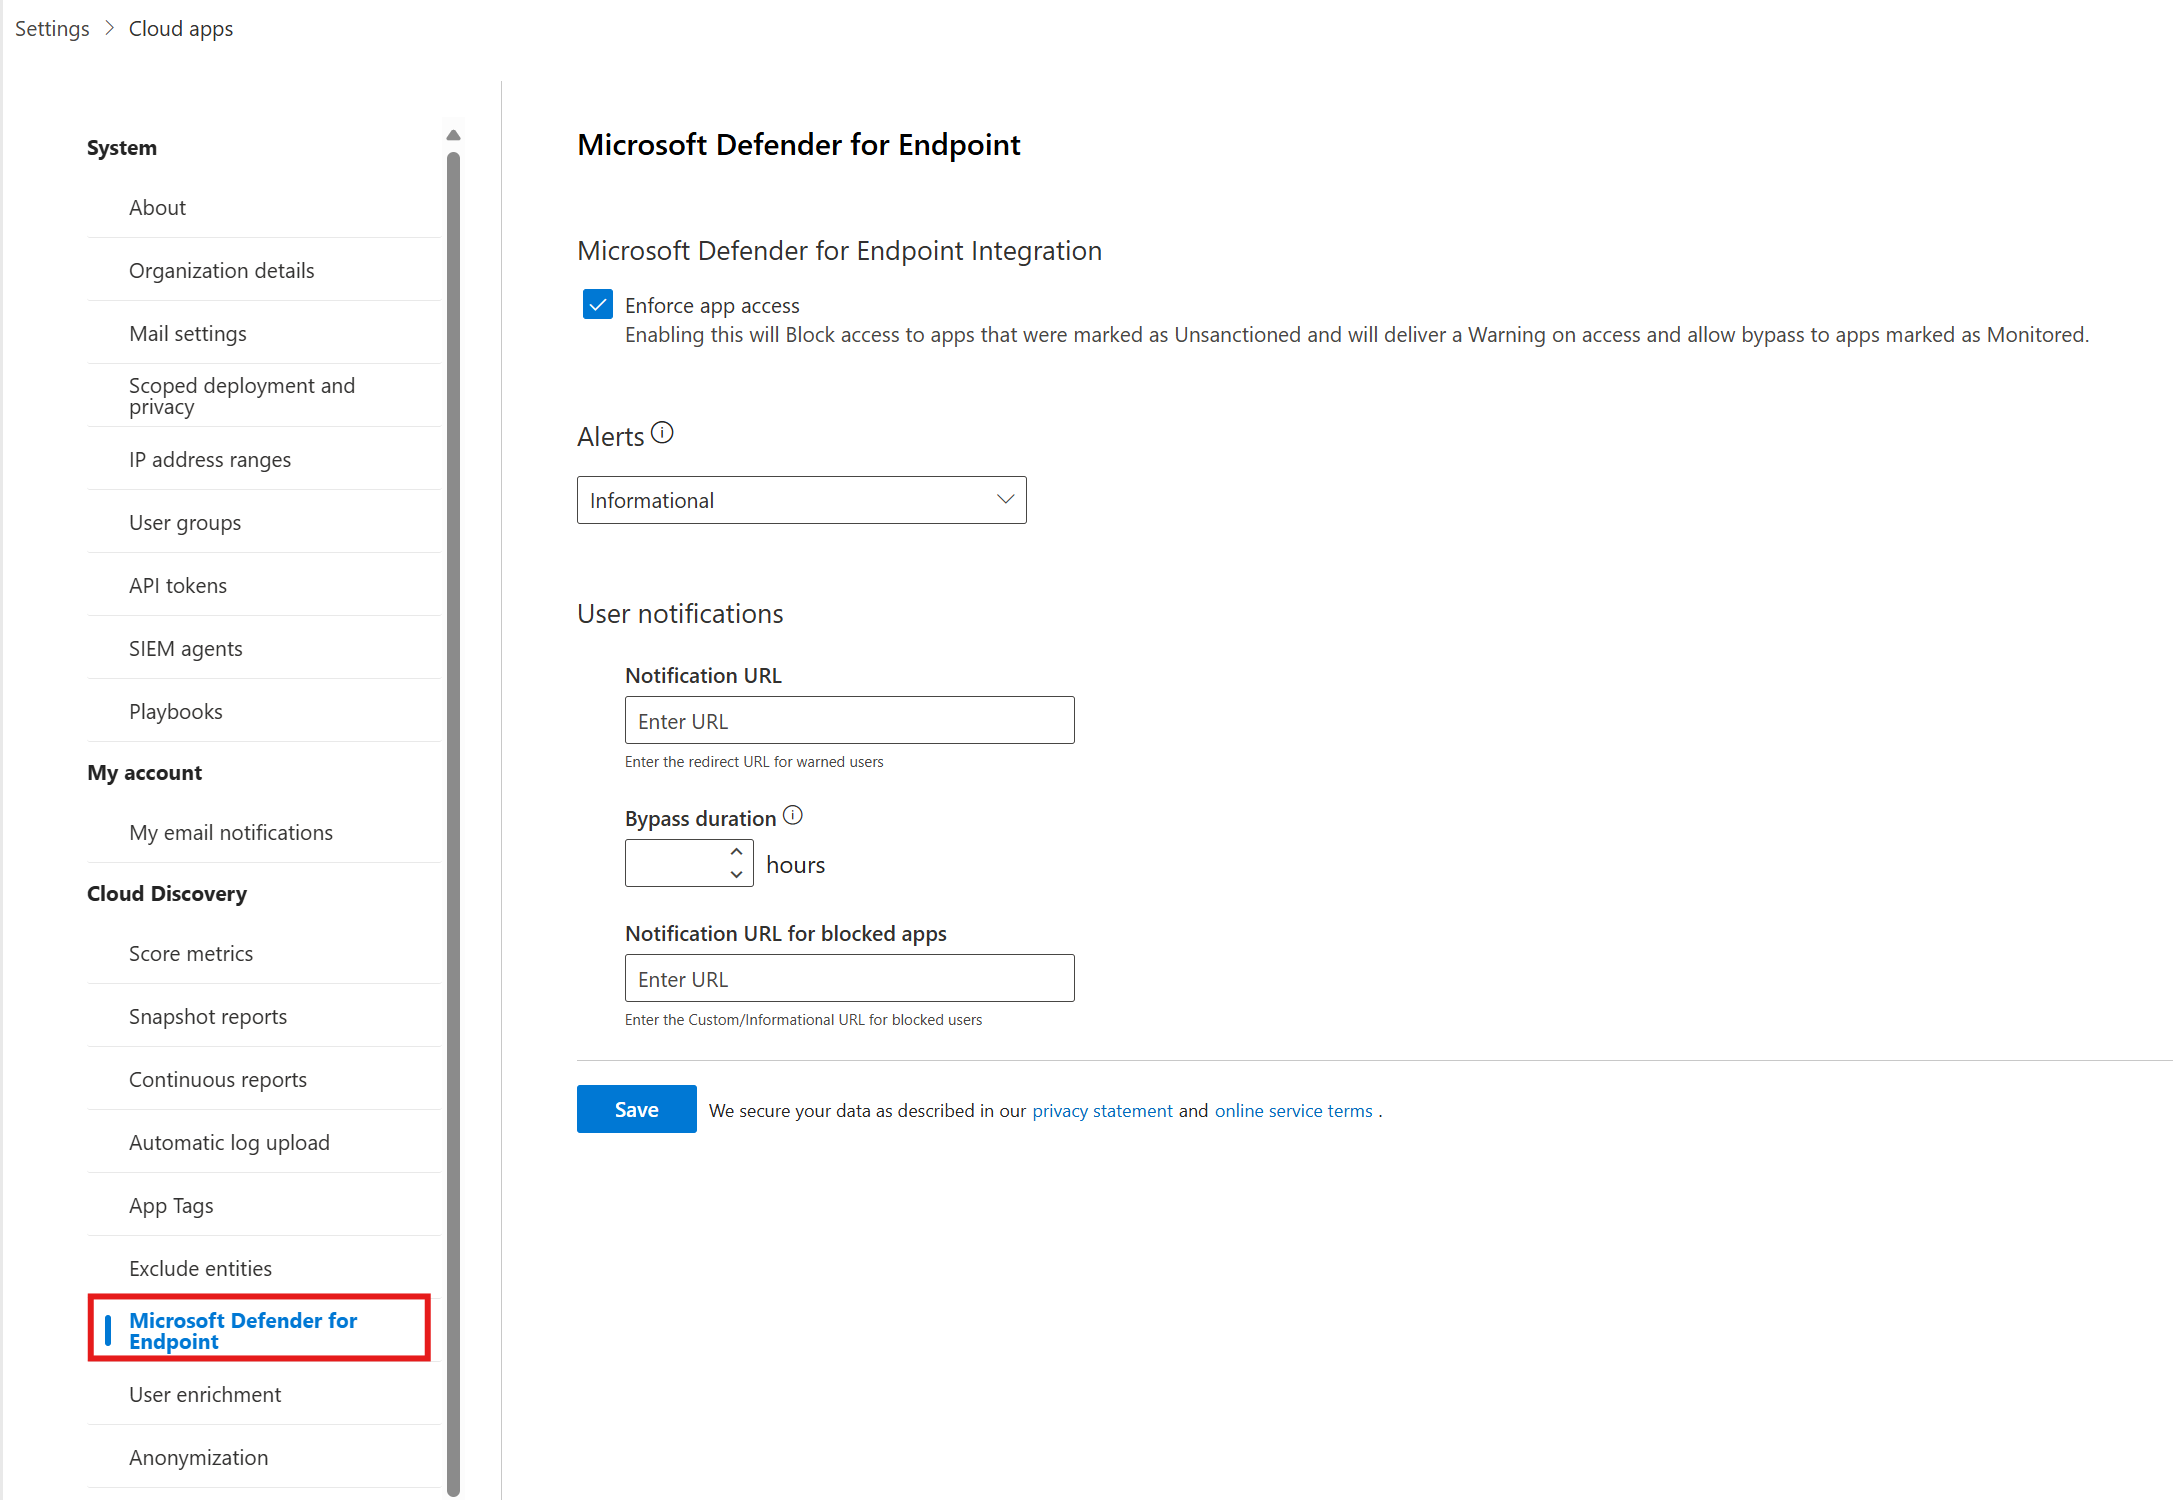 Settings > Cloud apps
System
About
Organization details
Mail settings
Scoped deployment and
privacy
IP address ranges
User groups
API tokens
SIEM agents
Playbooks
My account
My email notifications
Cloud Discovery
Score metrics
Snapshot reports
Continuous reports
Automatic log upload
App Tags
Exclude entities
Microsoft Defender for
Endpoint
User enrichment
Anonymization
Microsoft Defender for Endpoint
Microsoft Defender for Endpoint Integration
Enforce app access
Enabling this will Block access to apps that were marked as Unsanctioned and will deliver a Warning on access and allow bypass to apps marked as Monitored.
Alerts
Informational
User notifications
Notification URL
Enter URL
Enter the redirect URL for warned users
Bypass duration
hours
Notification URL for blocked apps
Enter URL
Enter the Custom/Informational URL for blocked users
Save We secure your data as described in our privacy statement and online service terms .